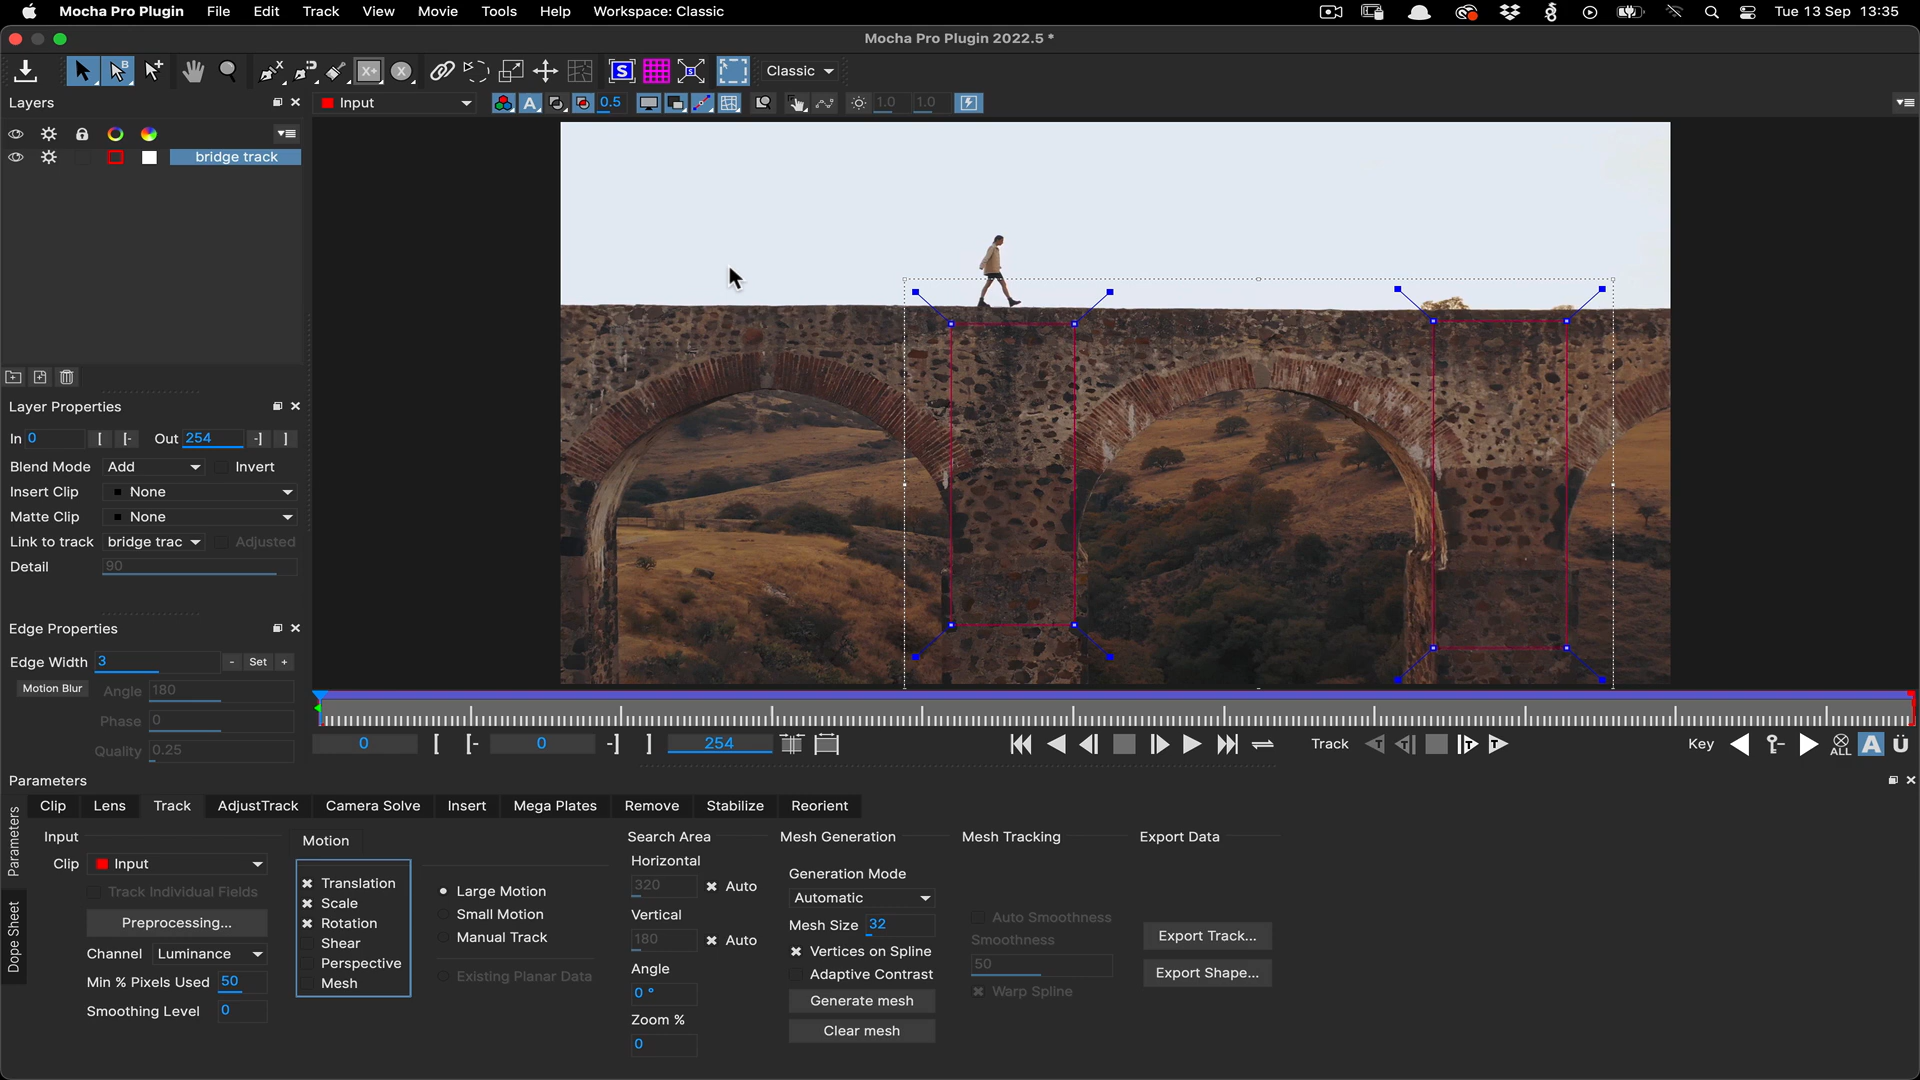 Mocha Pro Plugin File Edit Track View Movie Tools Help Workspace: Classic Tue 13 Sep 13:35
Mocha Pro Plugin 2022.5 *
Classic
Layers
Input A 0.5 1.0 1.0
bridge track
Layer Properties
In 0 [ [- Out 254 -] ]
Blend Mode Add Invert
Insert Clip None
Matte Clip None
Link to track bridge trac Adjusted
Detail 90
Edge Properties
Edge Width 3 - Set +
Motion Blur Angle 180
Phase 0
Quality 0.25
0 [ [- 0 -] ] 254 Track Key ALL A Ü
Parameters
Clip Lens Track AdjustTrack Camera Solve Insert Mega Plates Remove Stabilize Reorient
Parameters
Dope Sheet
Input
Clip Input
Track Individual Fields
Preprocessing...
Channel Luminance
Min % Pixels Used 50
Smoothing Level 0
Motion
Translation
Scale
Rotation
Shear
Perspective
Mesh
Large Motion
Small Motion
Manual Track
Existing Planar Data
Search Area
Horizontal
320 Auto
Vertical
180 Auto
Angle
0 °
Zoom %
0
Mesh Generation
Generation Mode
Automatic
Mesh Size 32
Vertices on Spline
Adaptive Contrast
Generate mesh
Clear mesh
Mesh Tracking
Auto Smoothness
Smoothness
50
Warp Spline
Export Data
Export Track...
Export Shape...